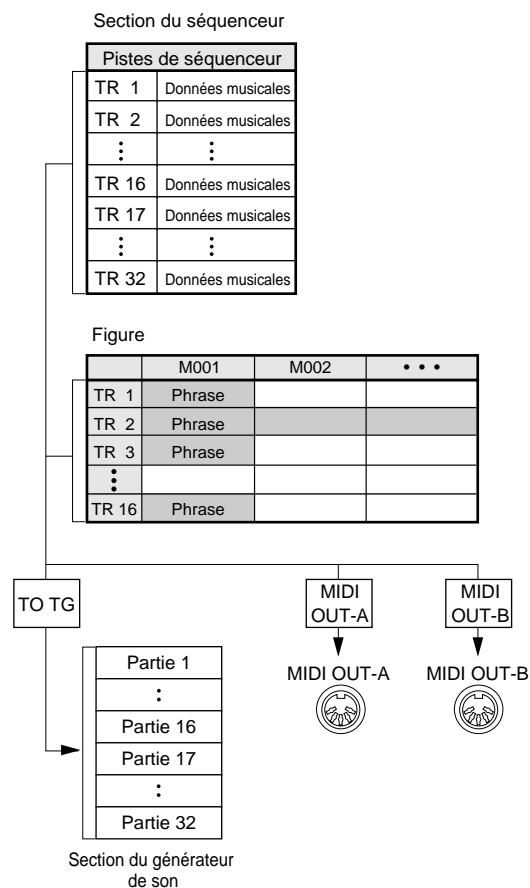 Section du séquenceur
Pistes de séquenceur
TR 1 Données musicales
TR 2 Données musicales
⋮ ⋮
TR 16 Données musicales
TR 17 Données musicales
⋮ ⋮
TR 32 Données musicales
Figure
M001 M002 • • •
TR 1 Phrase
TR 2 Phrase
TR 3 Phrase
⋮
TR 16 Phrase
TO TG
MIDI OUT-A
MIDI OUT-B
MIDI OUT-A MIDI OUT-B
Partie 1
:
Partie 16
Partie 17
:
Partie 32
Section du générateur
de son